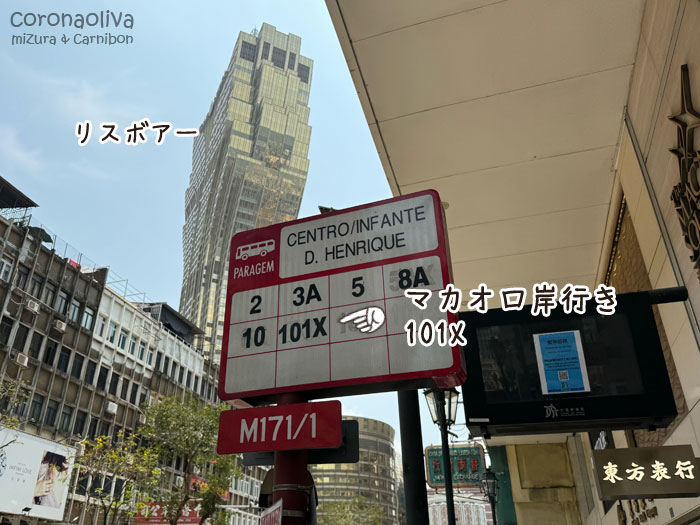 coronaoliva
miZura & Carnibon
リスボアー
PARAGEM
CENTRO/INFANTE
D. HENRIQUE
2 3A 5 8A
10 101X
マカオロ岸行き
101x
M171/1
東方表行